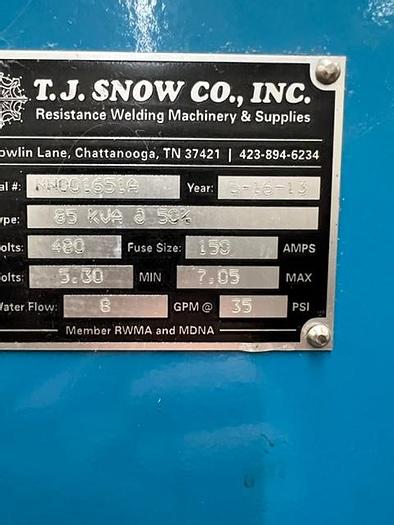 T.J. SNOW CO., INC.
Resistance Welding Machinery & Supplies
owlin Lane, Chattanooga, TN 37421 | 423-894-6234
al #: Year:
ype: 85 KVA @ 50%
olts: 480 Fuse Size: 150 AMPS
olts: 5.30 MIN 7.05 MAX
Water Flow: 8 GPM @ 35 PSI
Member RWMA and MDNA